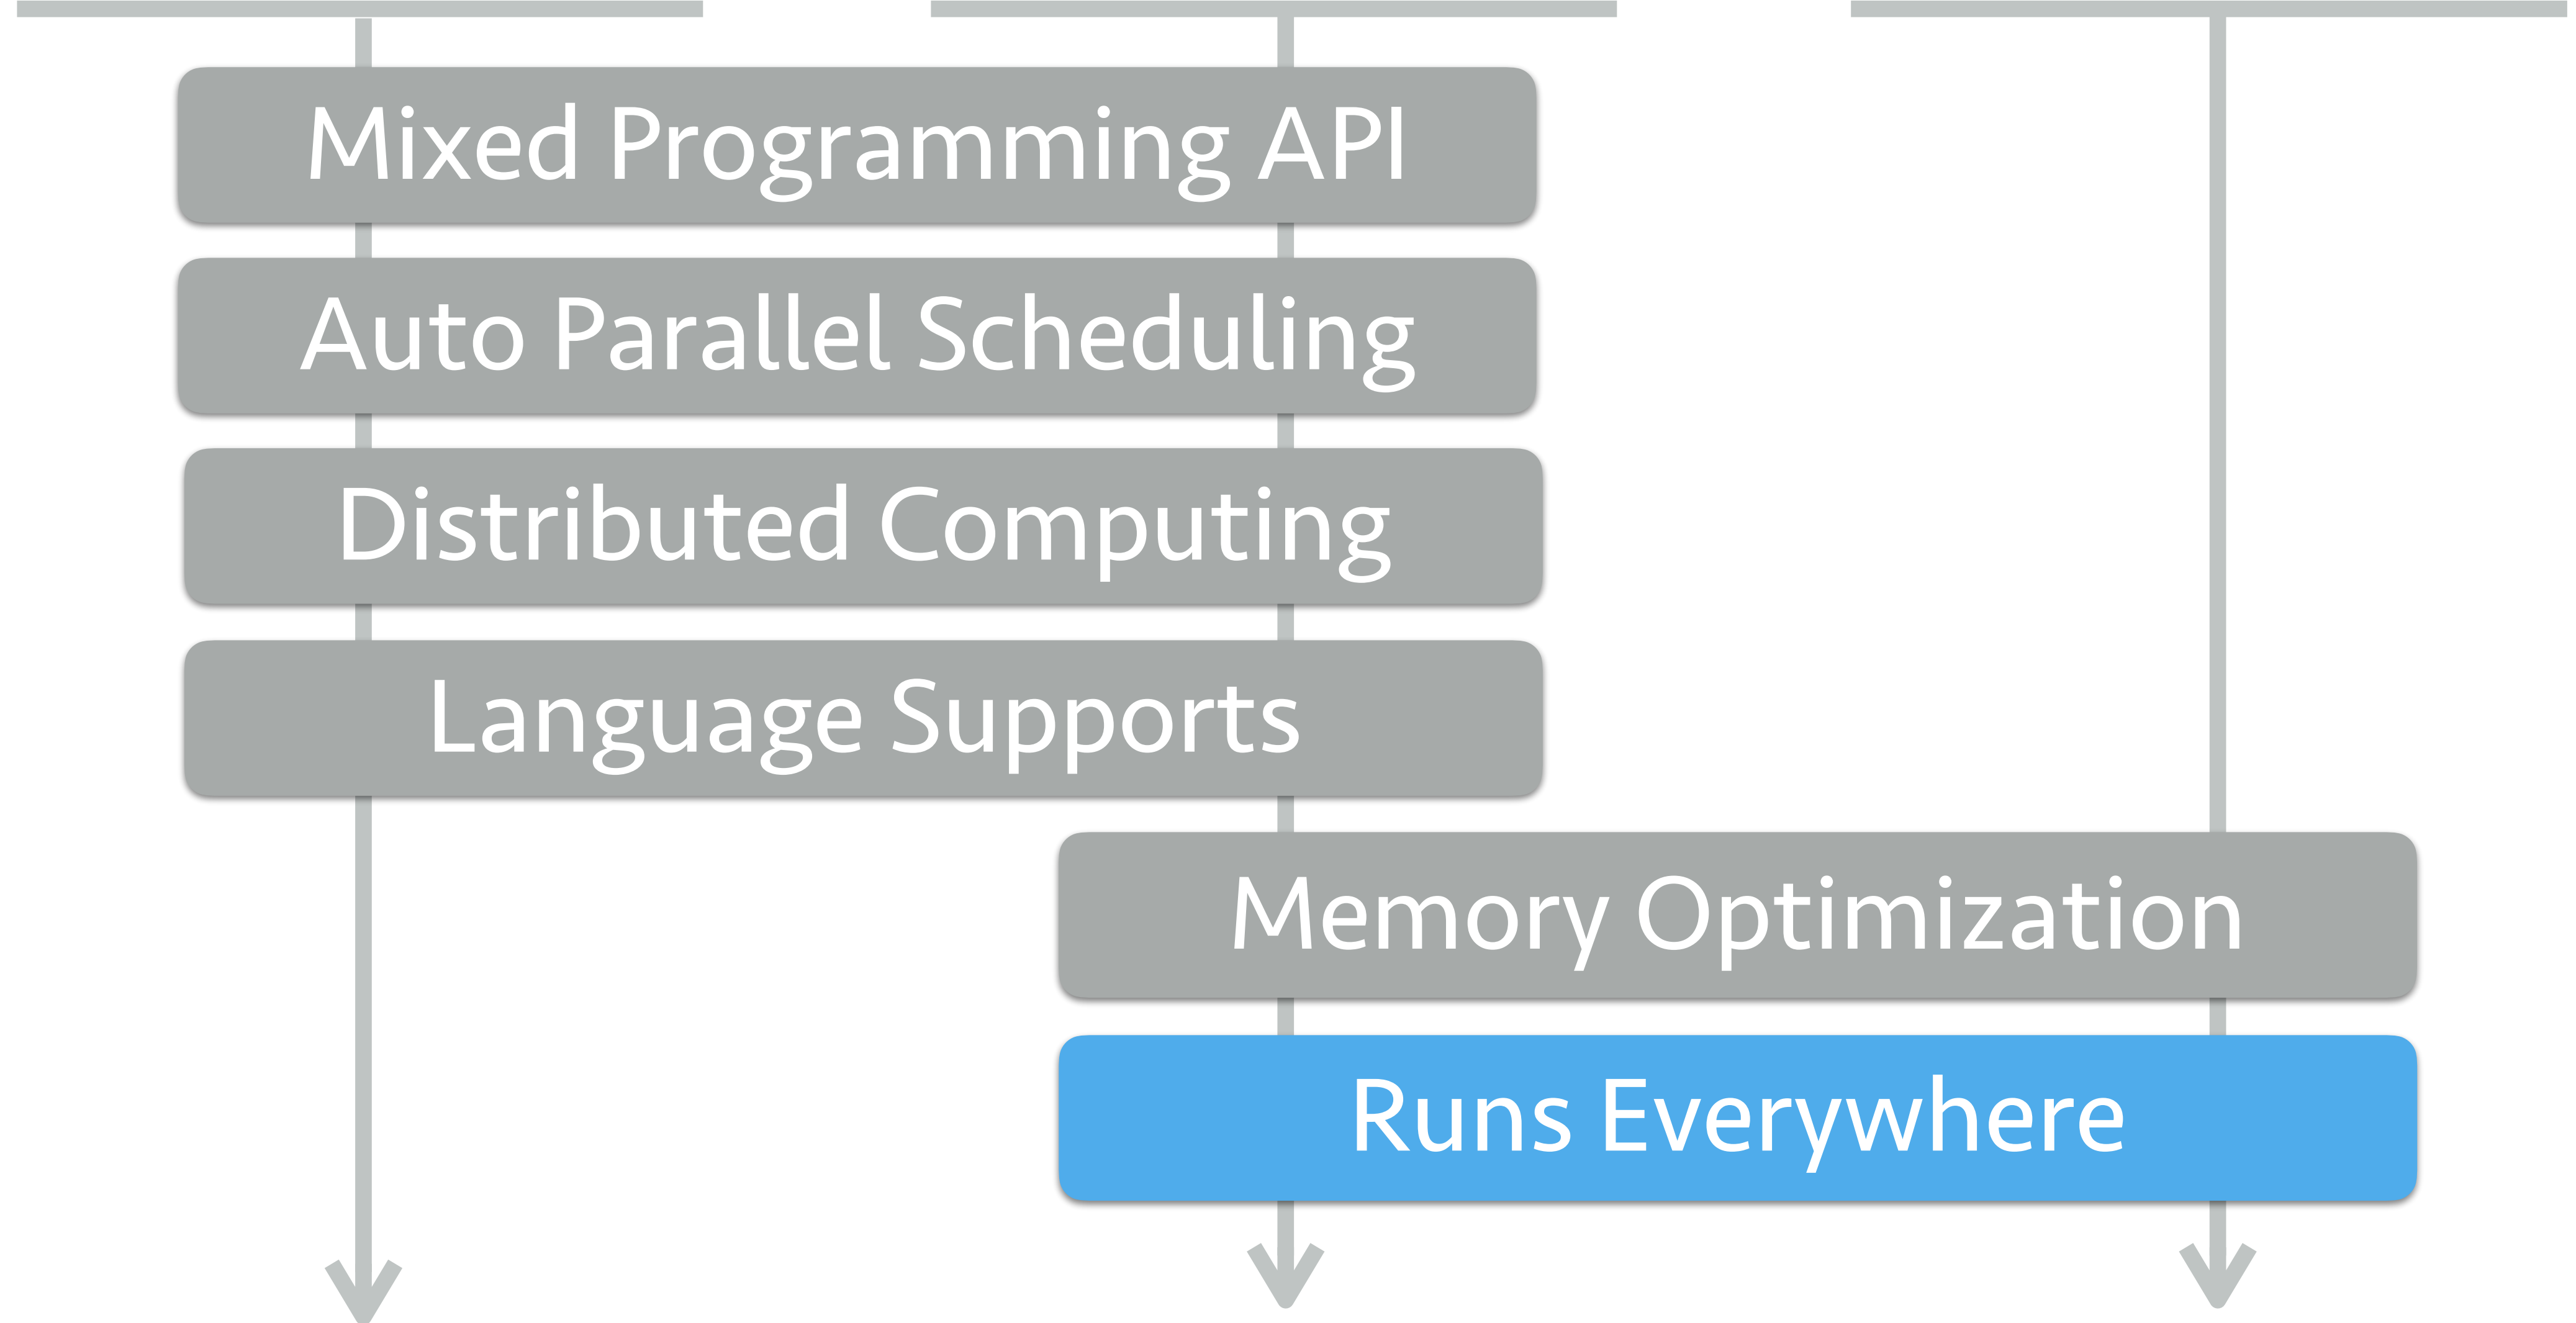 Mixed Programming API
Auto Parallel Scheduling
Distributed Computing
Language Supports
Memory Optimization
Runs Everywhere